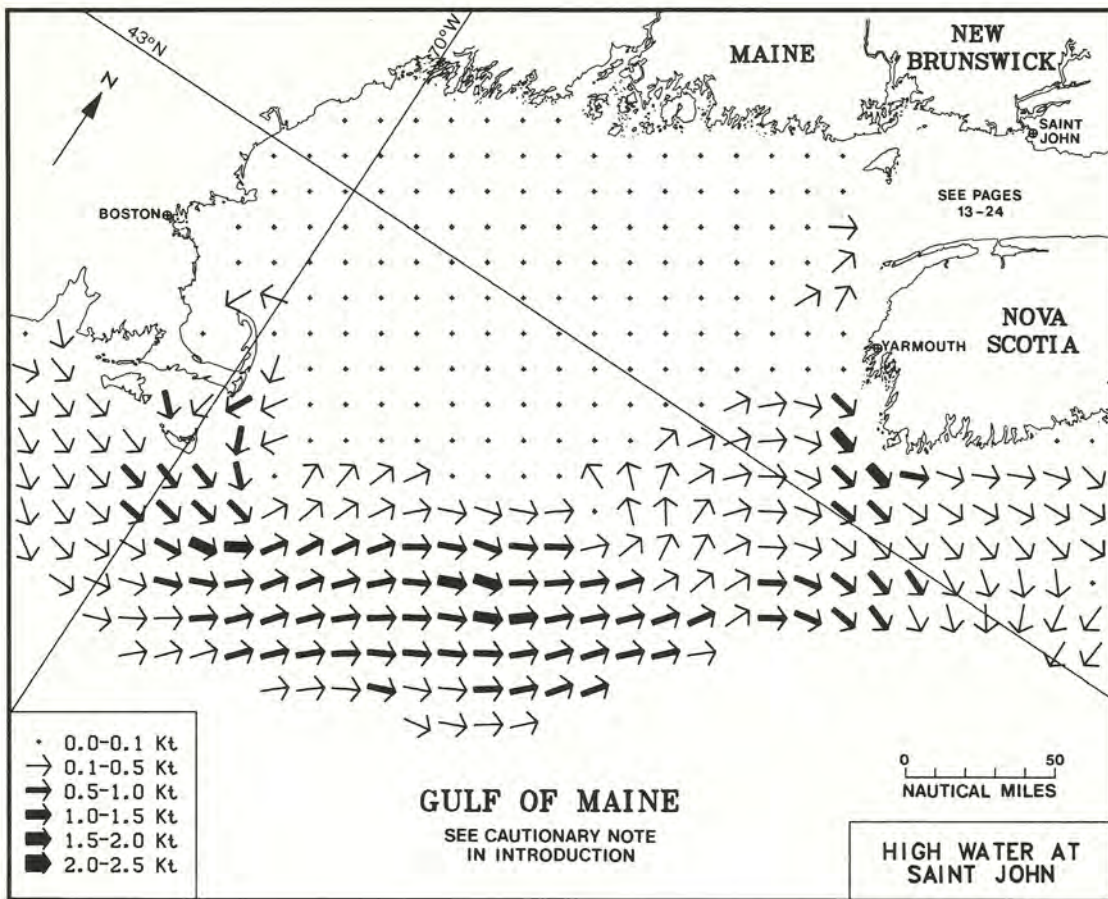 43°N
70°W
N
MAINE
NEW
BRUNSWICK
SAINT
JOHN
BOSTON
SEE PAGES
13-24
NOVA
SCOTIA
YARMOUTH
0.0-0.1 Kt
0.1-0.5 Kt
0.5-1.0 Kt
1.0-1.5 Kt
1.5-2.0 Kt
2.0-2.5 Kt
GULF OF MAINE
SEE CAUTIONARY NOTE
IN INTRODUCTION
0 50
NAUTICAL MILES
HIGH WATER AT
SAINT JOHN